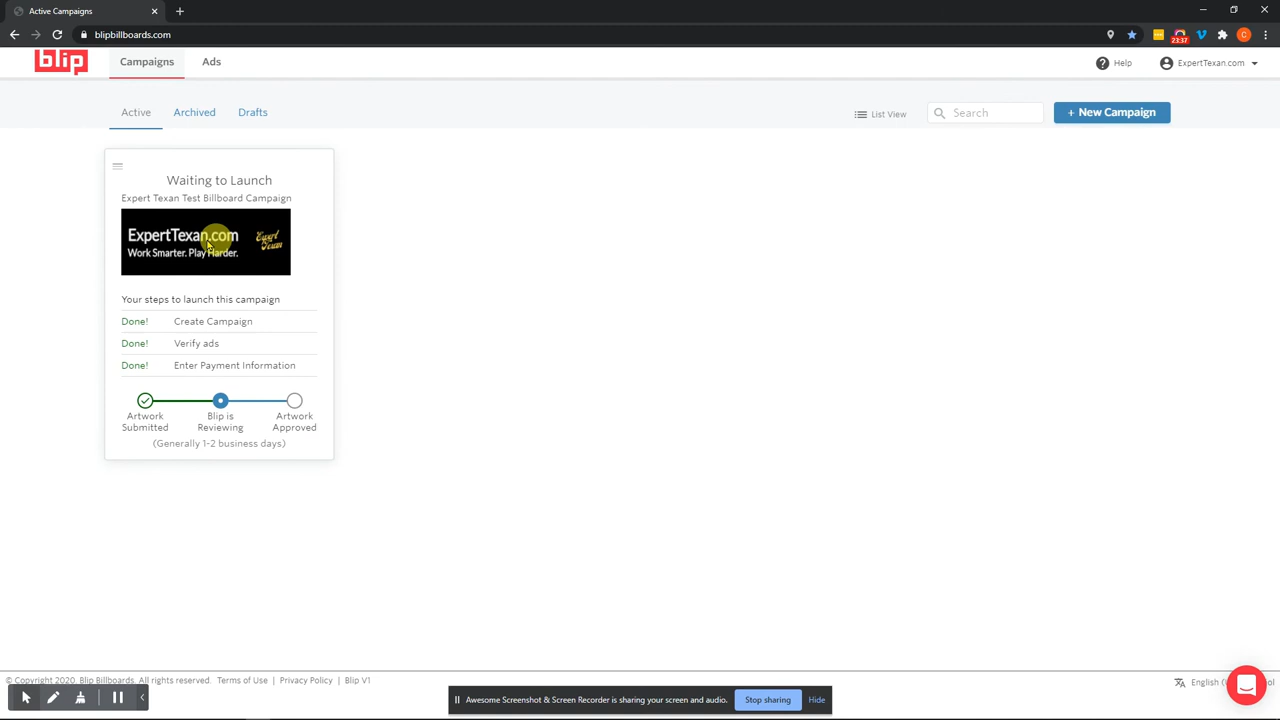 Active Campaigns
blipbillboards.com
23:37
blip
Campaigns
Ads
Help
ExpertTexan.com
Active
Archived
Drafts
List View
Search
+ New Campaign
Waiting to Launch
Expert Texan Test Billboard Campaign
ExpertTexan.com
Work Smarter. Play Harder.
Expert
Texan
Your steps to launch this campaign
Done! Create Campaign
Done! Verify ads
Done! Enter Payment Information
Artwork Submitted
Blip is Reviewing
Artwork Approved
(Generally 1-2 business days)
© Copyright 2020, Blip Billboards. All rights reserved. Terms of Use | Privacy Policy | Blip V1
English
Awesome Screenshot & Screen Recorder is sharing your screen and audio.
Stop sharing
Hide